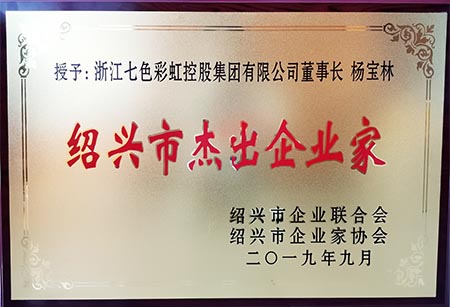 授予：浙江七色彩虹控股集团有限公司董事长 杨宝林
绍兴市杰出企业家
绍兴市企业联合会
绍兴市企业家协会
二〇一九年九月